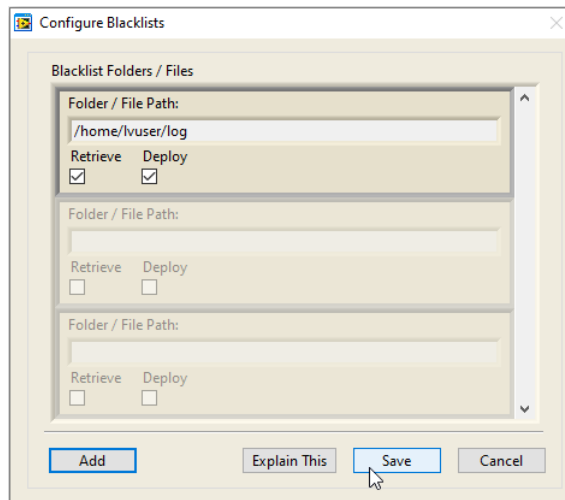 Configure Blacklists
Blacklist Folders / Files
Folder / File Path:
/home/lvuser/log
Retrieve Deploy
Folder / File Path:
Retrieve Deploy
Folder / File Path:
Retrieve Deploy
Add Explain This Save Cancel